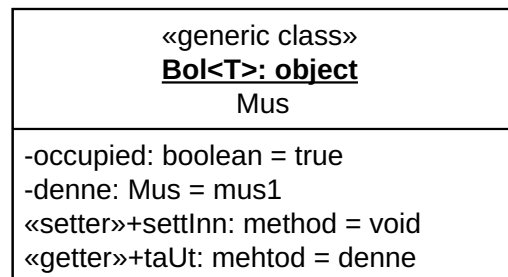 «generic class»
Bol<T>: object
Mus
-occupied: boolean = true
-denne: Mus = mus1
«setter»+settInn: method = void
«getter»+taUt: mehtod = denne